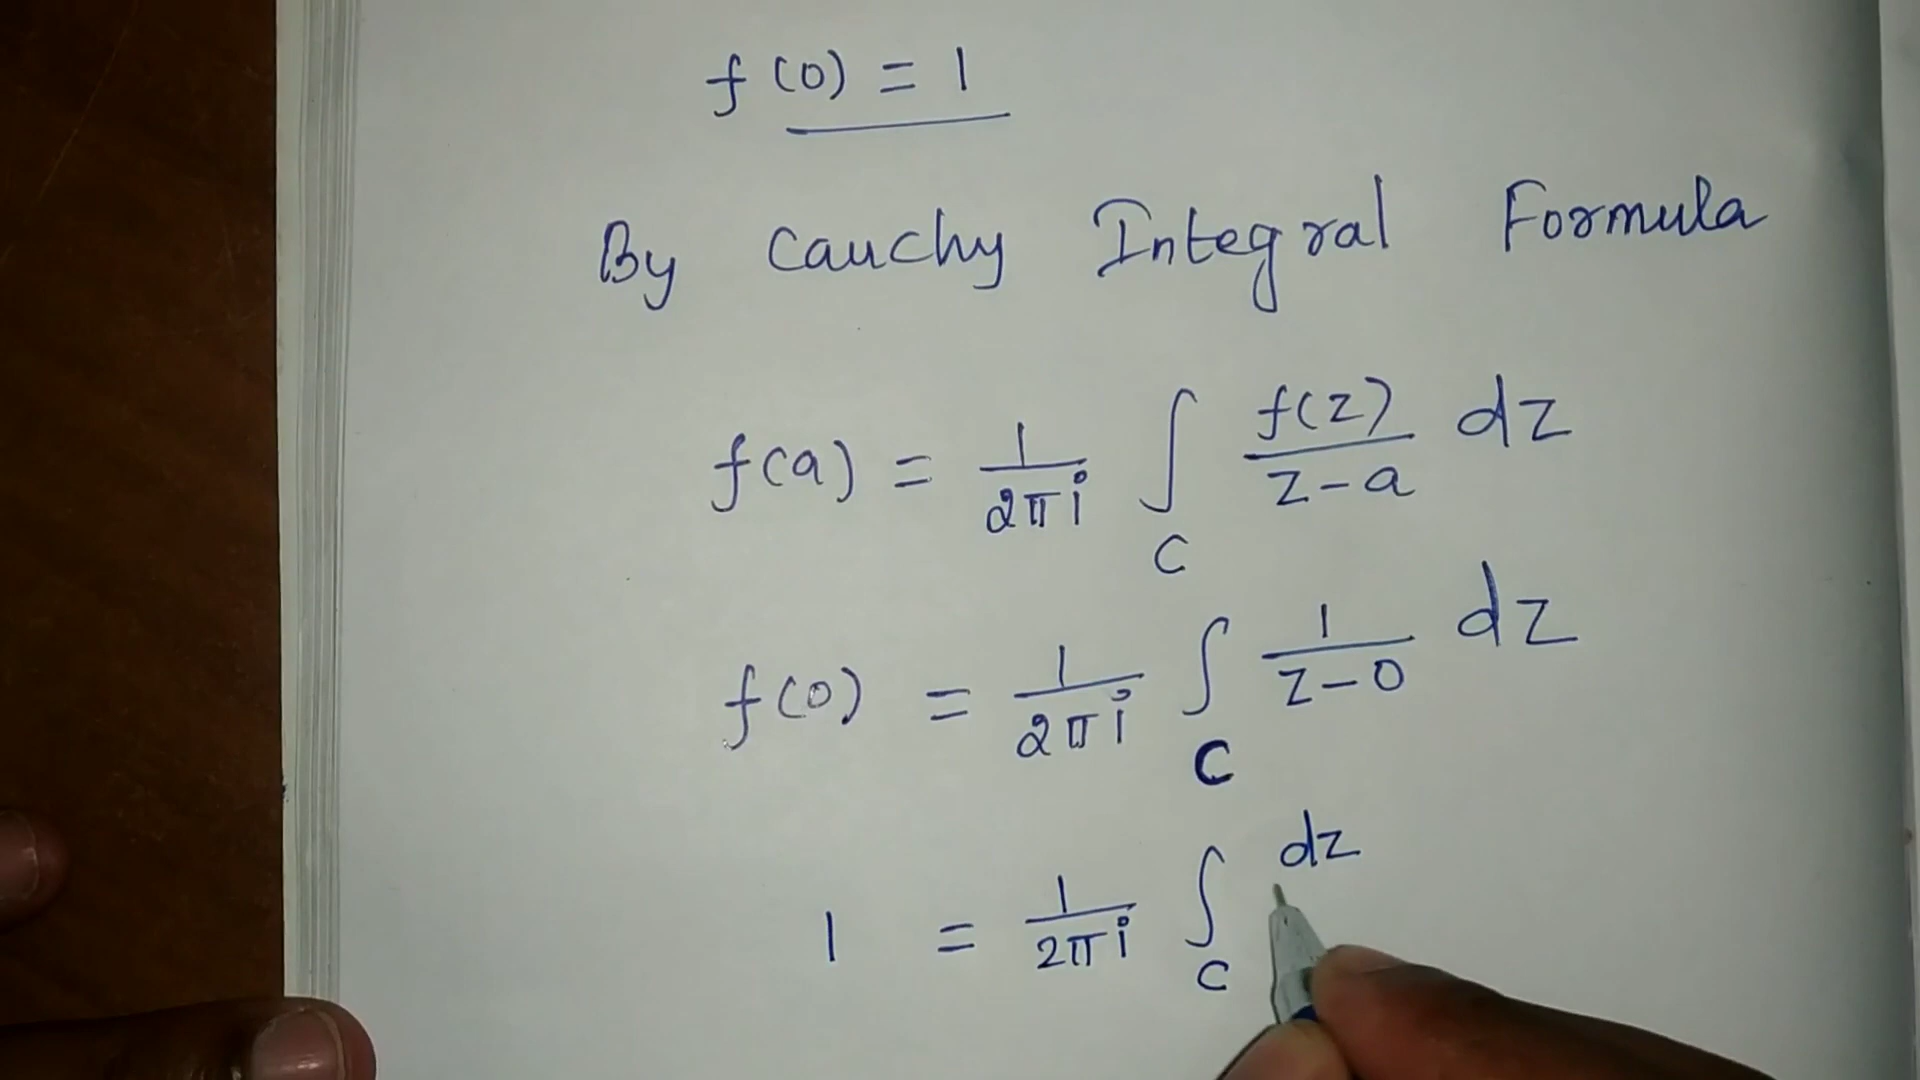 f(0) = 1
By Cauchy Integral Formula
f(a) = 1/2πi ∫_C f(z)/z-a dz
f(0) = 1/2πi ∫_C 1/z-0 dz
1 = 1/2πi ∫_C dz